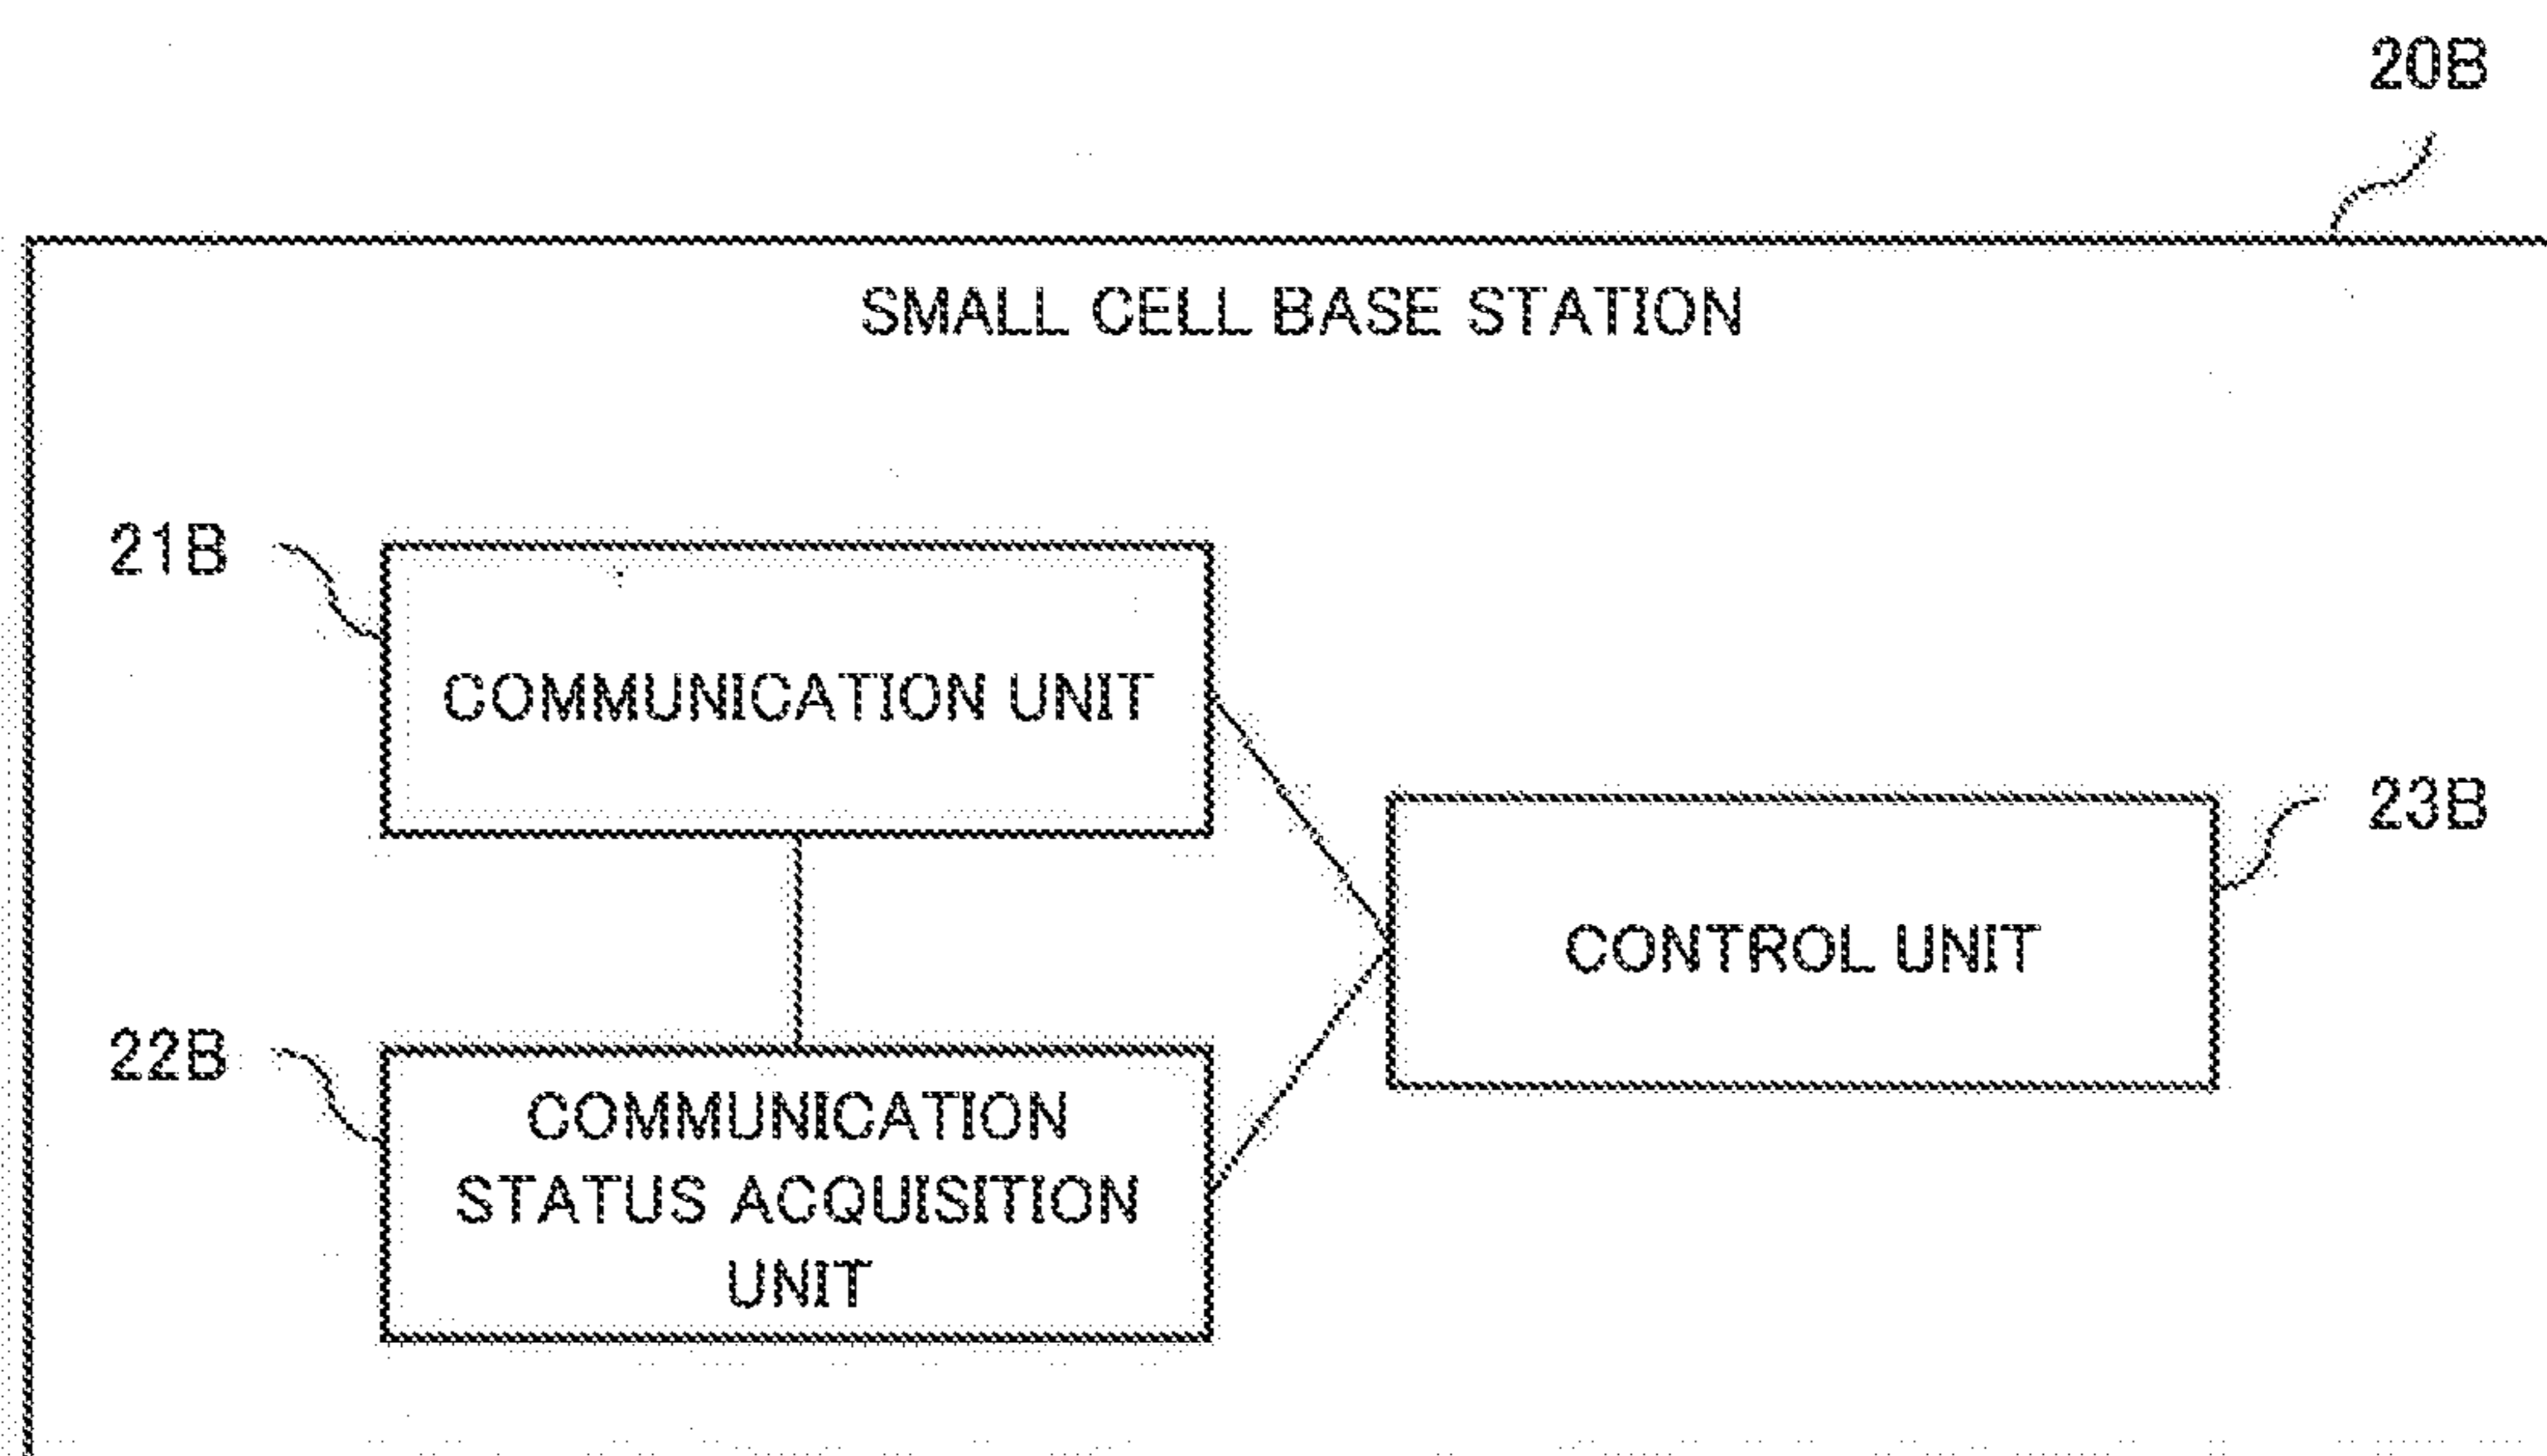 20B
SMALL CELL BASE STATION
21B
COMMUNICATION UNIT
23B
CONTROL UNIT
22B
COMMUNICATION
STATUS ACQUISITION
UNIT